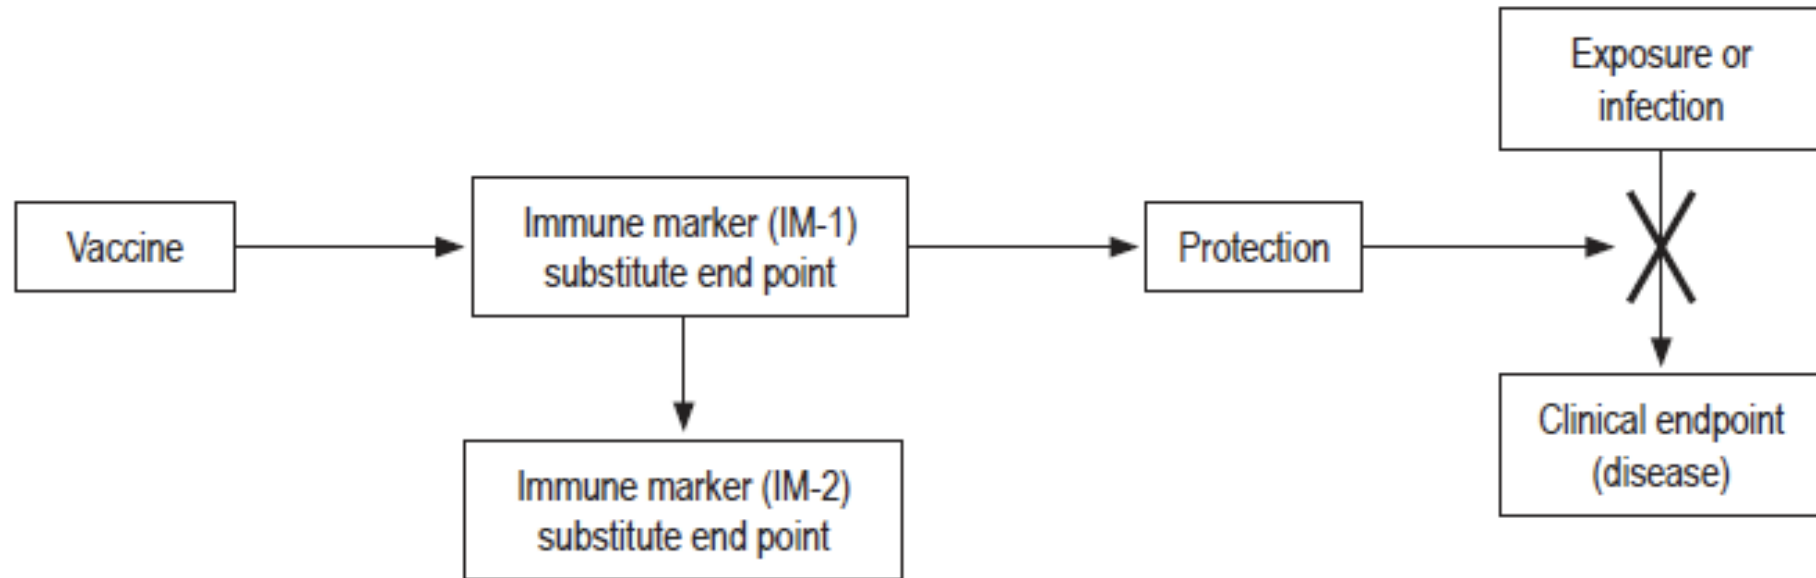 Exposure or
infection
Vaccine
Immune marker (IM-1)
substitute end point
Protection
Immune marker (IM-2)
substitute end point
Clinical endpoint
(disease)